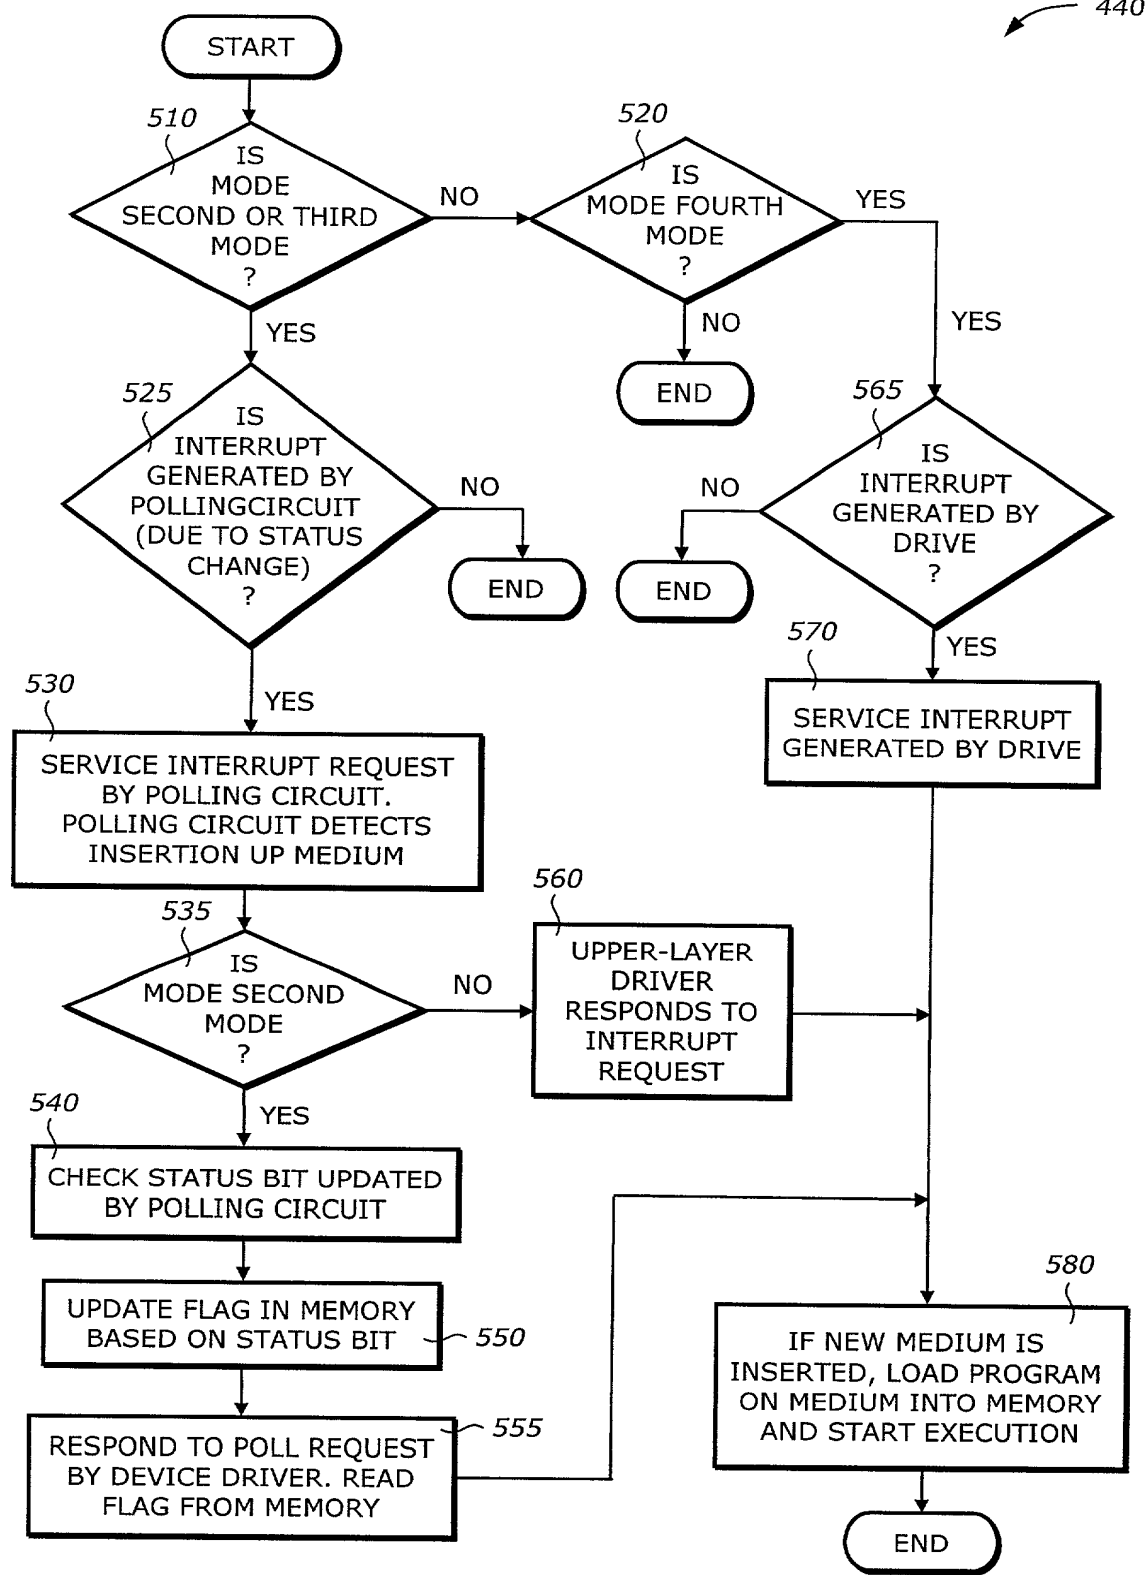 440
START
510
IS
MODE
SECOND OR THIRD
MODE
?
NO
520
IS
MODE FOURTH
MODE
?
YES
YES
NO
END
YES
525
IS
INTERRUPT
GENERATED BY
POLLINGCIRCUIT
(DUE TO STATUS
CHANGE)
?
NO
END
565
IS
INTERRUPT
GENERATED BY
DRIVE
?
NO
END
YES
570
SERVICE INTERRUPT
GENERATED BY DRIVE
YES
530
SERVICE INTERRUPT REQUEST
BY POLLING CIRCUIT.
POLLING CIRCUIT DETECTS
INSERTION UP MEDIUM
535
IS
MODE SECOND
MODE
?
NO
560
UPPER-LAYER
DRIVER
RESPONDS TO
INTERRUPT
REQUEST
YES
540
CHECK STATUS BIT UPDATED
BY POLLING CIRCUIT
UPDATE FLAG IN MEMORY
BASED ON STATUS BIT
550
555
RESPOND TO POLL REQUEST
BY DEVICE DRIVER. READ
FLAG FROM MEMORY
580
IF NEW MEDIUM IS
INSERTED, LOAD PROGRAM
ON MEDIUM INTO MEMORY
AND START EXECUTION
END